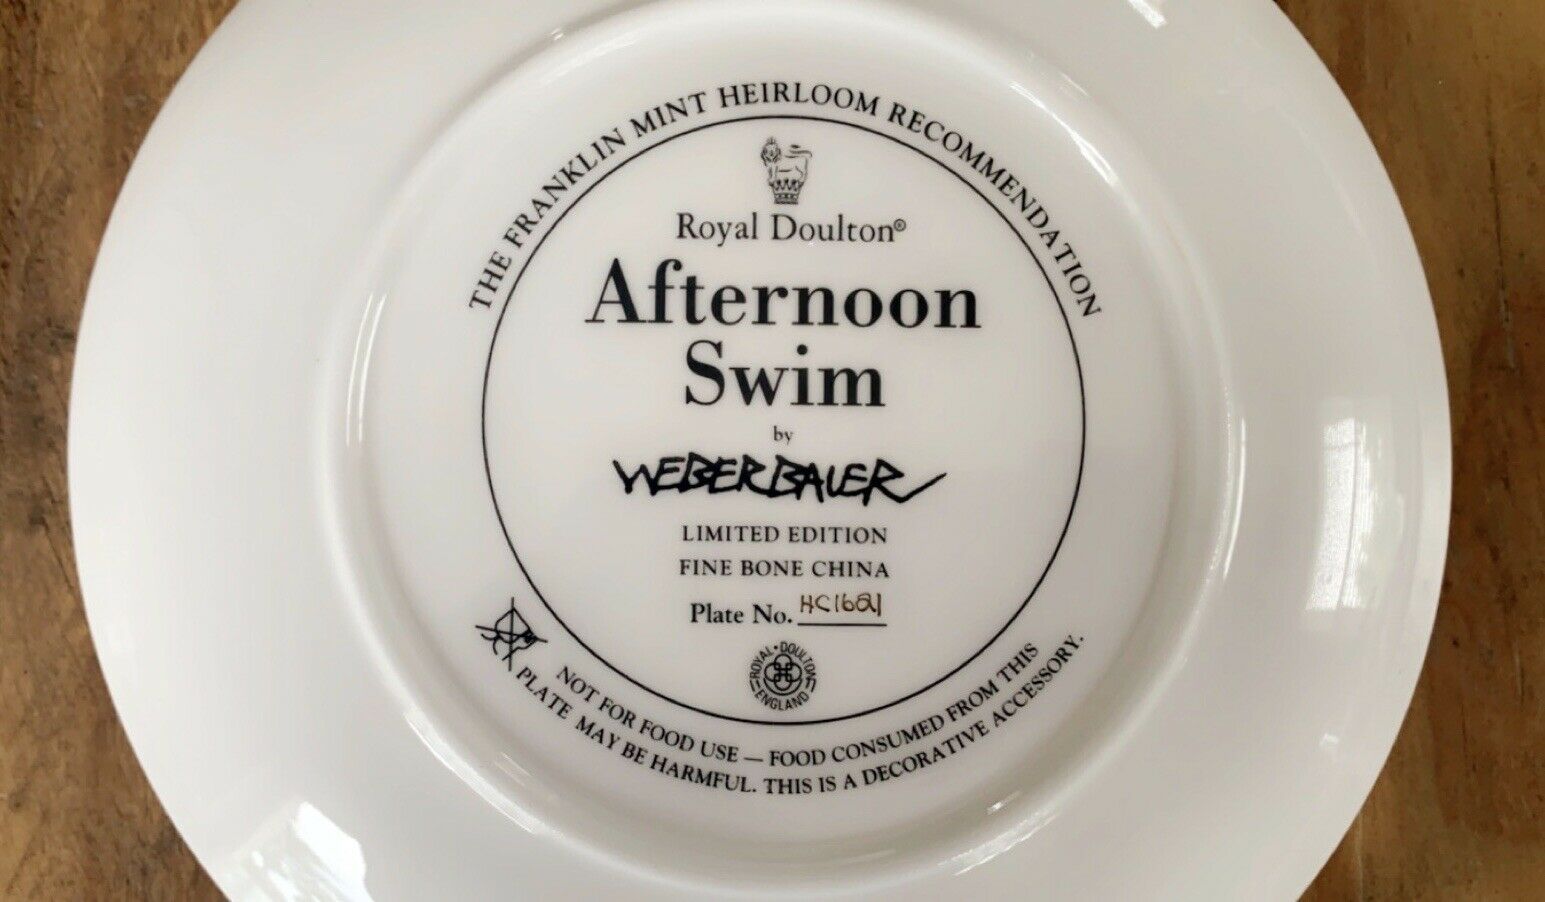 THE FRANKLIN MINT HEIRLOOM RECOMMENDATION
Royal Doulton®
Afternoon
Swim
by
WEBERBAUER
LIMITED EDITION
FINE BONE CHINA
Plate No. HC1621
ROYAL • DOULTON
ENGLAND
NOT FOR FOOD USE — FOOD CONSUMED FROM THIS
PLATE MAY BE HARMFUL. THIS IS A DECORATIVE ACCESSORY.